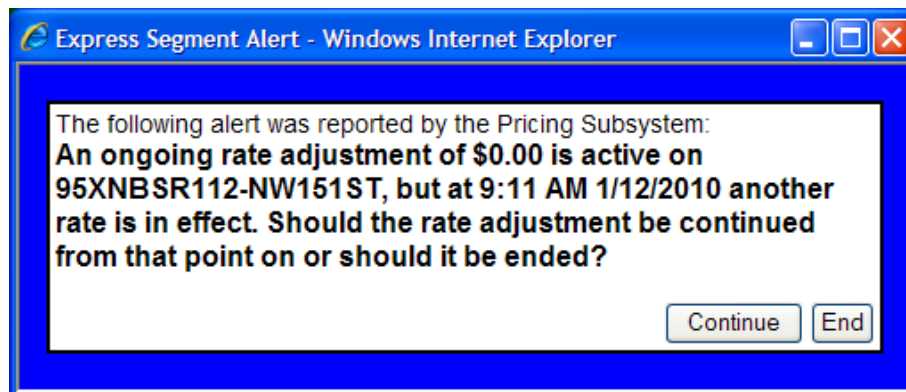 Express Segment Alert - Windows Internet Explorer
The following alert was reported by the Pricing Subsystem:
An ongoing rate adjustment of $0.00 is active on
95XNBSR112-NW151ST, but at 9:11 AM 1/12/2010 another
rate is in effect. Should the rate adjustment be continued
from that point on or should it be ended?
Continue End